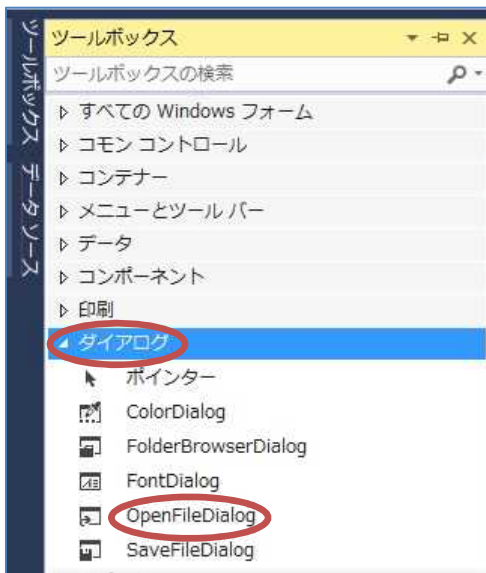 ツールボックス
データ ソース
ツールボックス
ツールボックスの検索
すべての Windows フォーム
コモン コントロール
コンテナー
メニューとツール バー
データ
コンポーネント
印刷
ダイアログ
ポインター
ColorDialog
FolderBrowserDialog
FontDialog
OpenFileDialog
SaveFileDialog